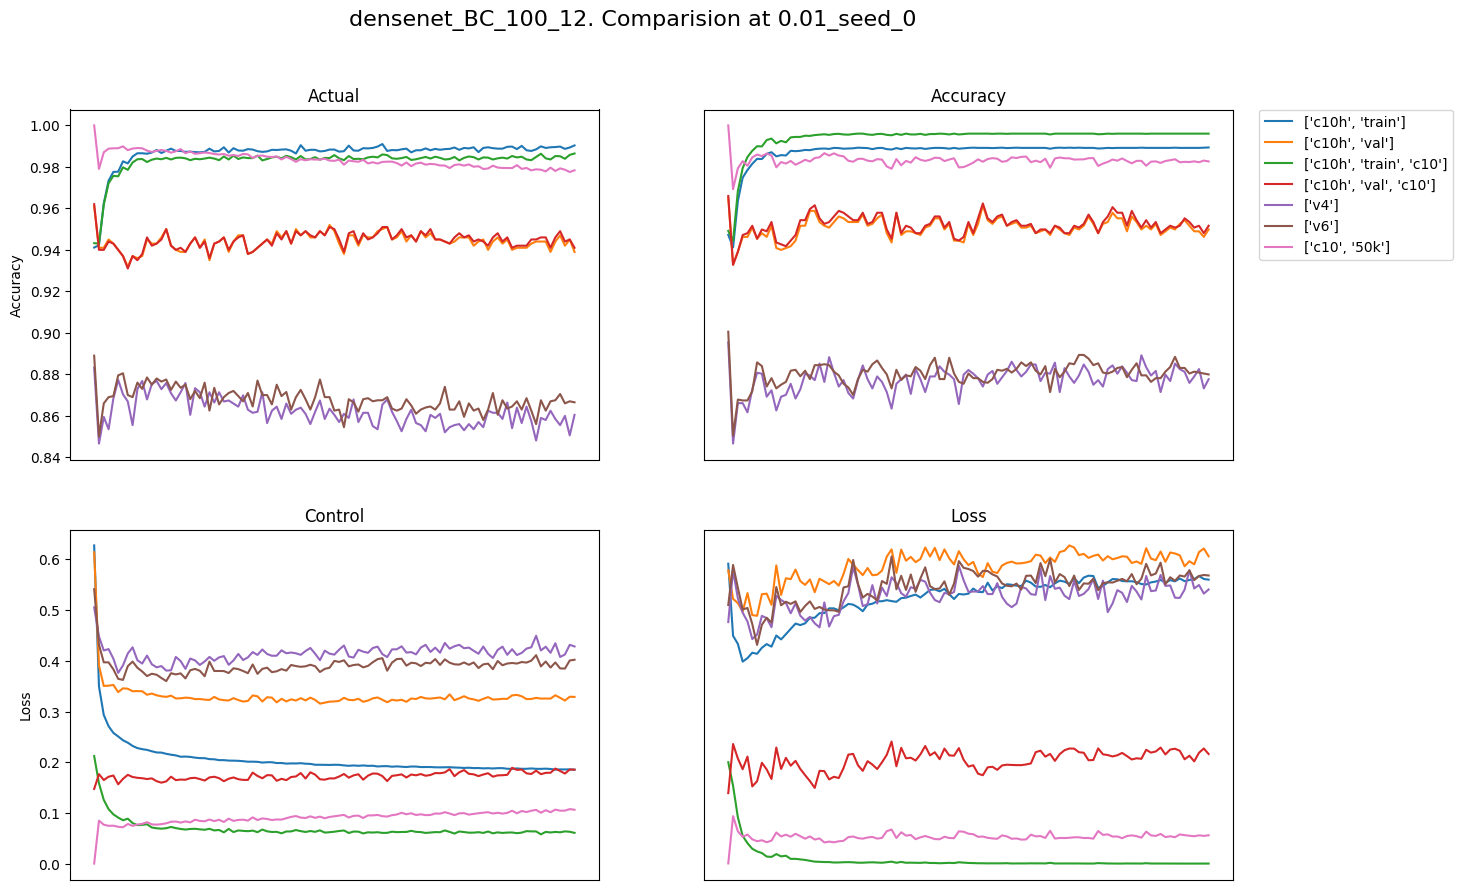 densenet_BC_100_12. Comparision at 0.01_seed_0
Actual
Accuracy
1.00
0.98
0.96
0.94
0.92
0.90
0.88
0.86
0.84
Accuracy
['c10h', 'train']
['c10h', 'val']
['c10h', 'train', 'c10']
['c10h', 'val', 'c10']
['v4']
['v6']
['c10', '50k']
Control
Loss
0.6
0.5
0.4
0.3
0.2
0.1
0.0
Loss